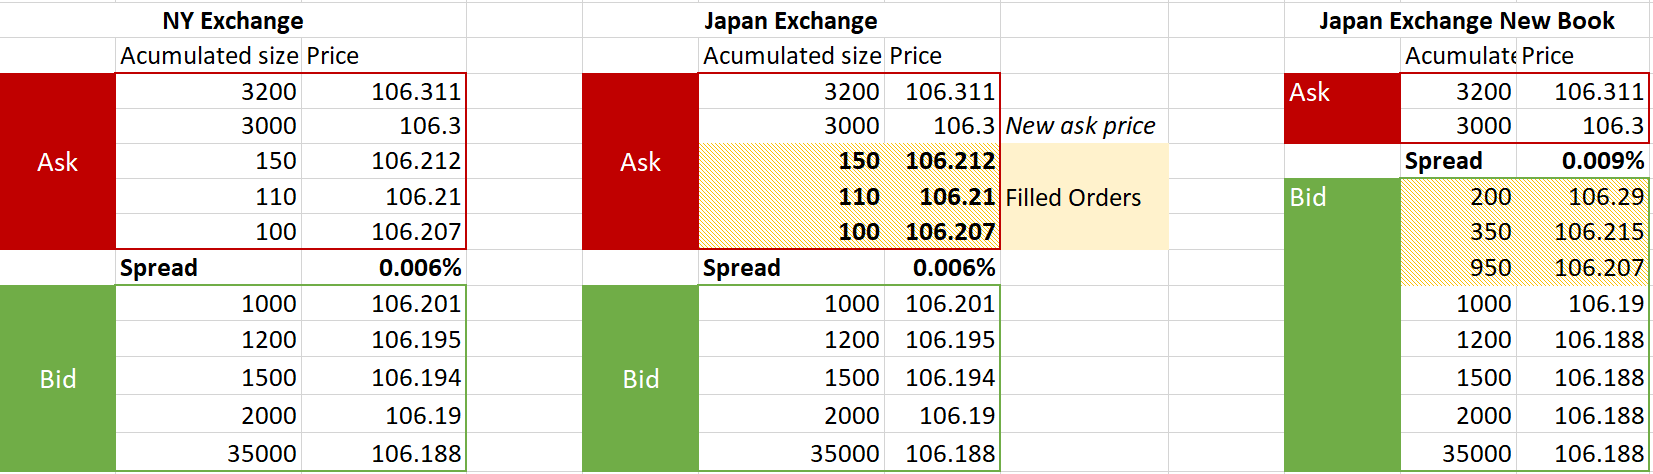 NY Exchange Japan Exchange Japan Exchange New Book
Acumulated size Price Acumulated size Price Acumulate Price
3200 106.311 3200 106.311 Ask 3200 106.311
3000 106.3 3000 106.3 New ask price 3000 106.3
Ask 150 106.212 Ask 150 106.212 Spread 0.009%
110 106.21 110 106.21 Filled Orders Bid 200 106.29
100 106.207 100 106.207 350 106.215
Spread 0.006% Spread 0.006% 950 106.207
1000 106.201 1000 106.201 1000 106.19
1200 106.195 1200 106.195 1200 106.188
Bid 1500 106.194 Bid 1500 106.194 1500 106.188
2000 106.19 2000 106.19 2000 106.188
35000 106.188 35000 106.188 35000 106.188